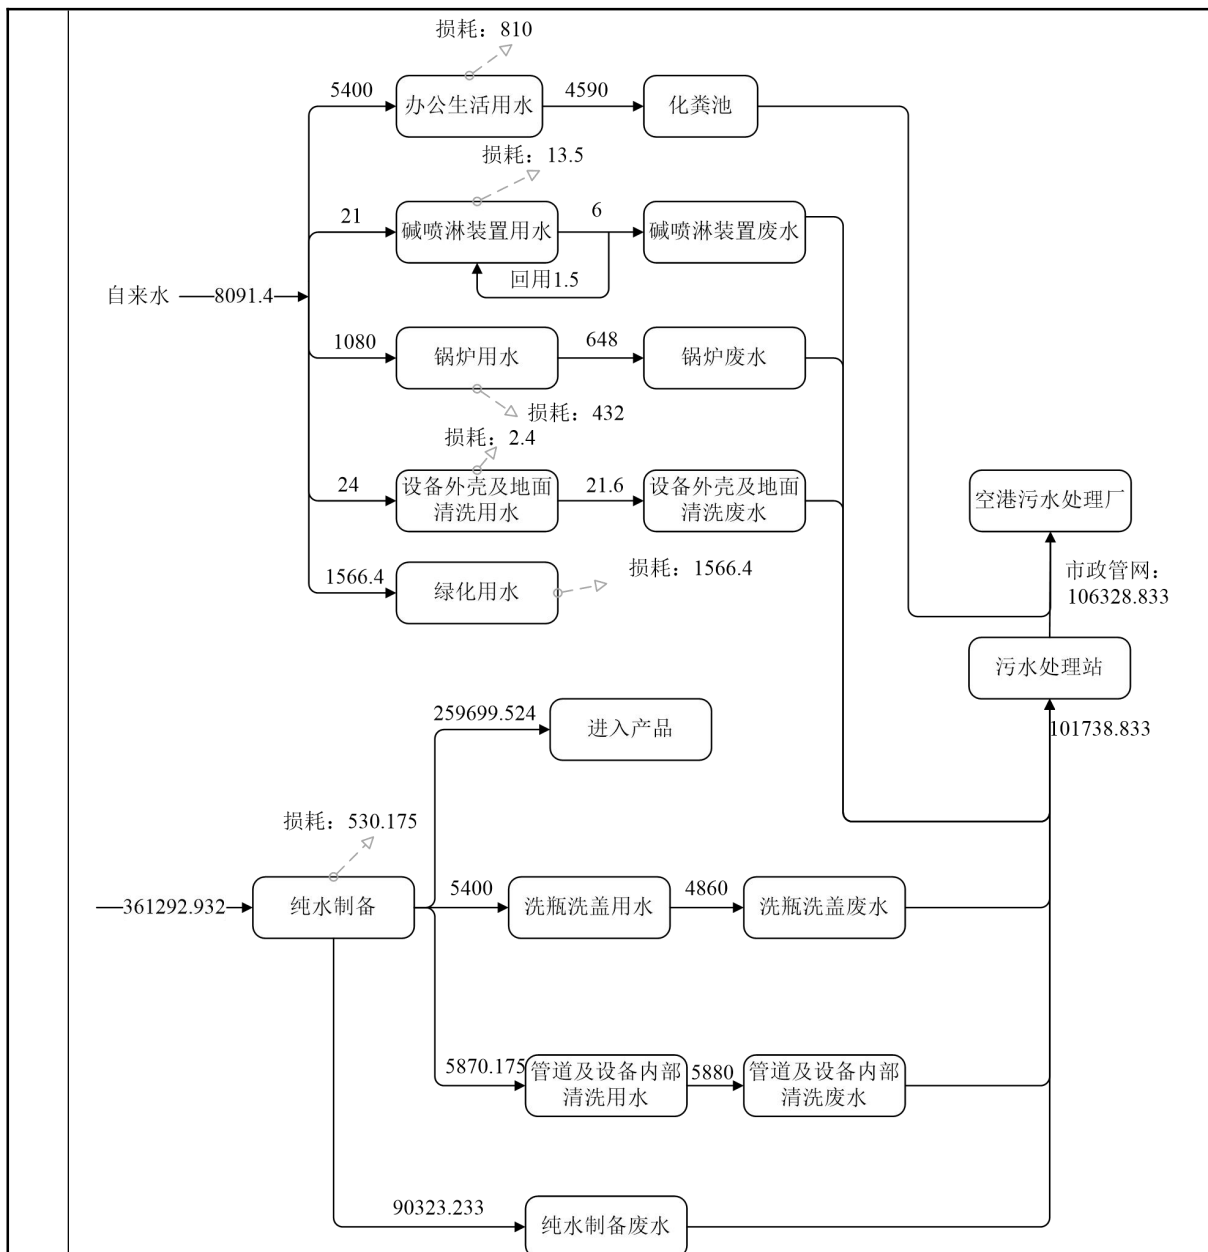 损耗：810
5400
办公生活用水
4590
化粪池
损耗：13.5
21
碱喷淋装置用水
6
碱喷淋装置废水
回用1.5
自来水
8091.4
1080
锅炉用水
648
锅炉废水
损耗：432
损耗：2.4
24
设备外壳及地面
清洗用水
21.6
设备外壳及地面
清洗废水
空港污水处理厂
1566.4
绿化用水
损耗：1566.4
市政管网：
106328.833
污水处理站
101738.833
259699.524
进入产品
损耗：530.175
361292.932
纯水制备
5400
洗瓶洗盖用水
4860
洗瓶洗盖废水
5870.175
管道及设备内部
清洗用水
5880
管道及设备内部
清洗废水
90323.233
纯水制备废水